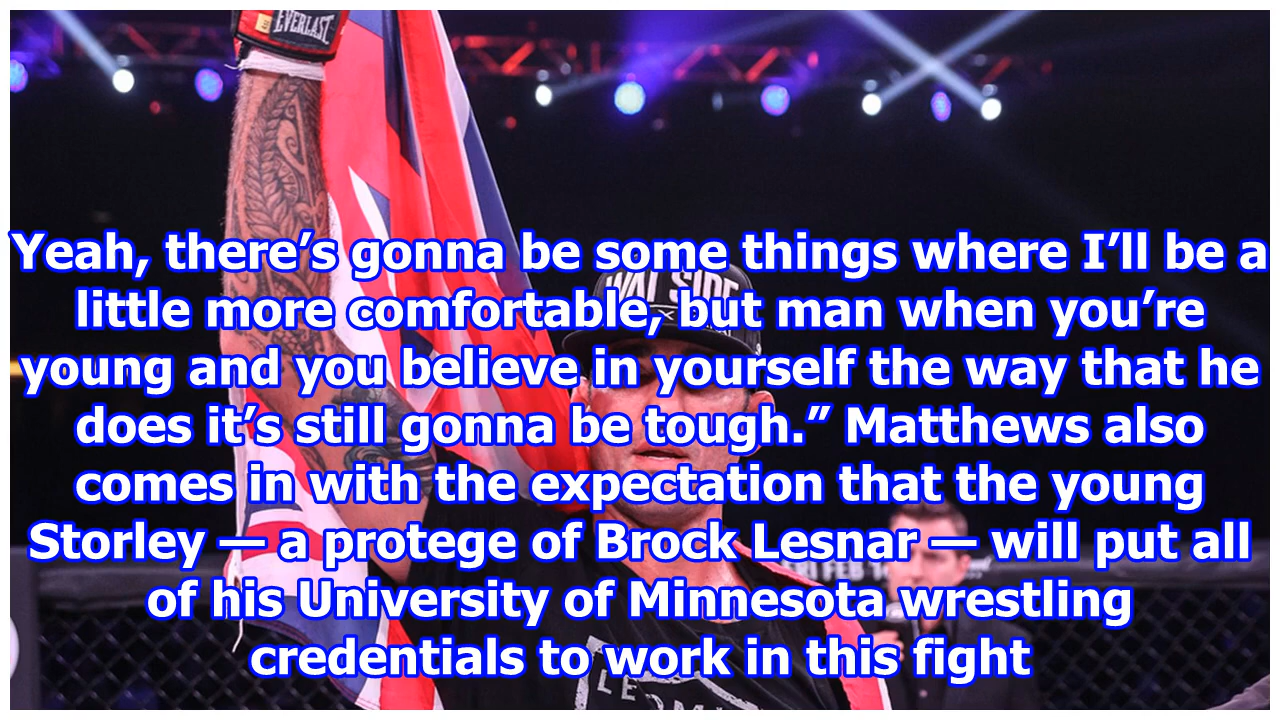 EVERLAST
Yeah, there’s gonna be some things where I’ll be a
little more comfortable, but man when you’re
young and you believe in yourself the way that he
does it’s still gonna be tough.” Matthews also
comes in with the expectation that the young
Storley — a protege of Brock Lesnar — will put all
of his University of Minnesota wrestling
credentials to work in this fight